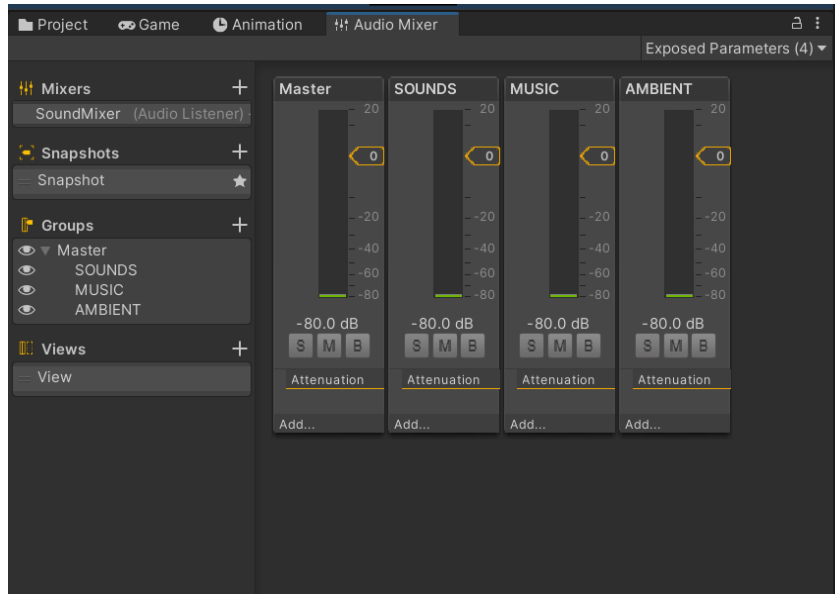 Project Game Animation Audio Mixer
Exposed Parameters (4)
Mixers
SoundMixer (Audio Listener)
Snapshots
Snapshot
Groups
Master
SOUNDS
MUSIC
AMBIENT
Views
View
Master SOUNDS MUSIC AMBIENT
20 20 20 20
0 0 0 0
-20 -20 -20 -20
-40 -40 -40 -40
-60 -60 -60 -60
-80 -80 -80 -80
-80.0 dB -80.0 dB -80.0 dB -80.0 dB
S M B S M B S M B S M B
Attenuation Attenuation Attenuation Attenuation
Add... Add... Add... Add...